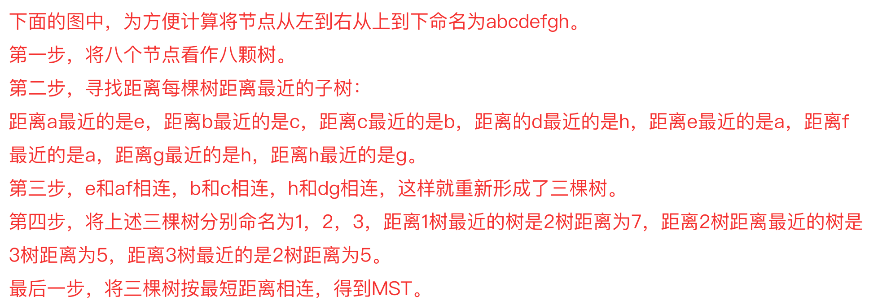 下面的图中，为方便计算将节点从左到右从上到下命名为abcdefgh。
第一步，将八个节点看作八颗树。
第二步，寻找距离每棵树距离最近的子树：
距离a最近的是e，距离b最近的是c，距离c最近的是b，距离的d最近的是h，距离e最近的是a，距离f
最近的是a，距离g最近的是h，距离h最近的是g。
第三步，e和af相连，b和c相连，h和dg相连，这样就重新形成了三棵树。
第四步，将上述三棵树分别命名为1，2，3，距离1树最近的树是2树距离为7，距离2树距离最近的树是
3树距离为5，距离3树最近的是2树距离为5。
最后一步，将三棵树按最短距离相连，得到MST。